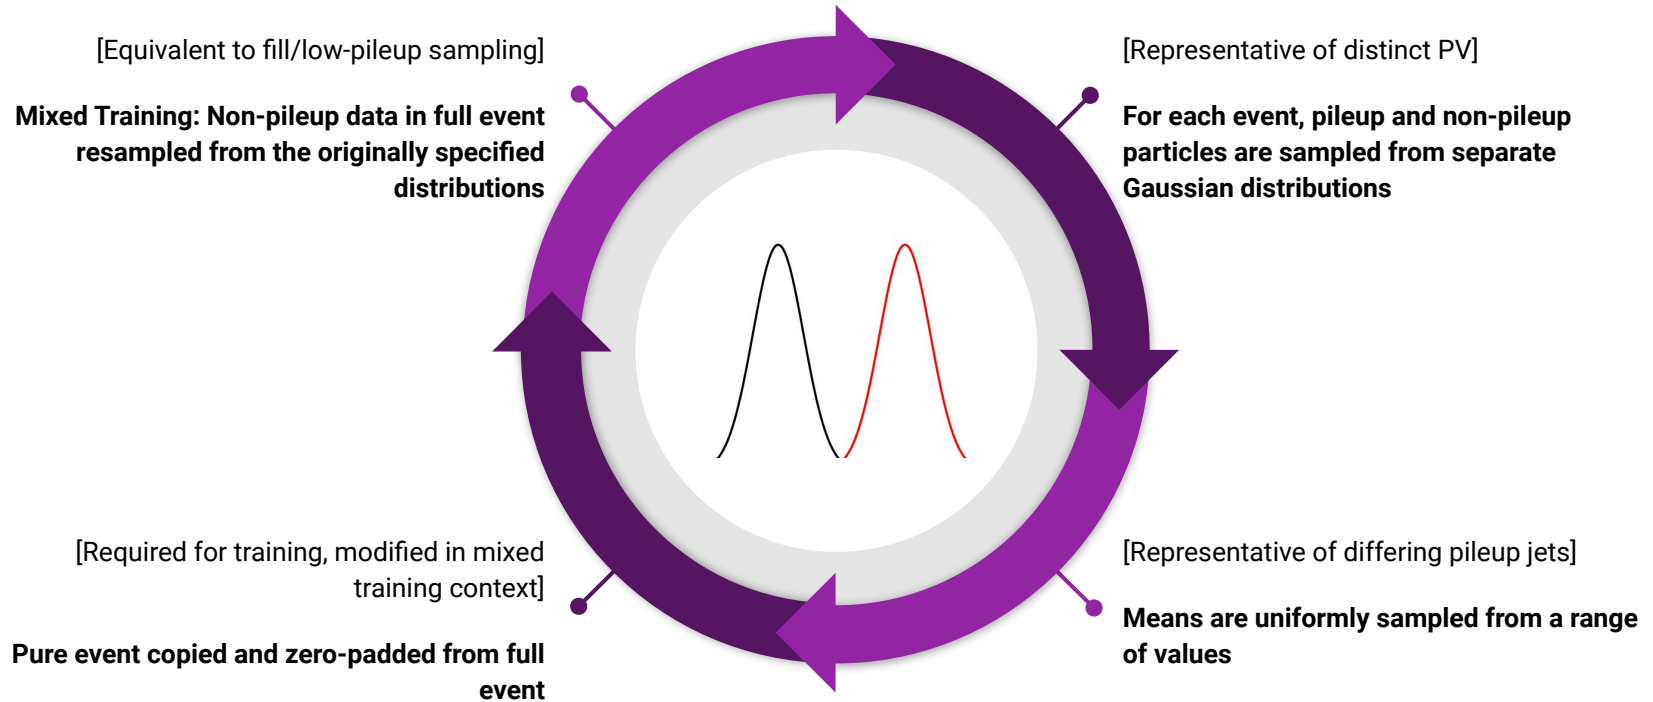 [Equivalent to fill/low-pileup sampling]
Mixed Training: Non-pileup data in full event
resampled from the originally specified
distributions
[Representative of distinct PV]
For each event, pileup and non-pileup
particles are sampled from separate
Gaussian distributions
[Required for training, modified in mixed
training context]
Pure event copied and zero-padded from full
event
[Representative of differing pileup jets]
Means are uniformly sampled from a range
of values